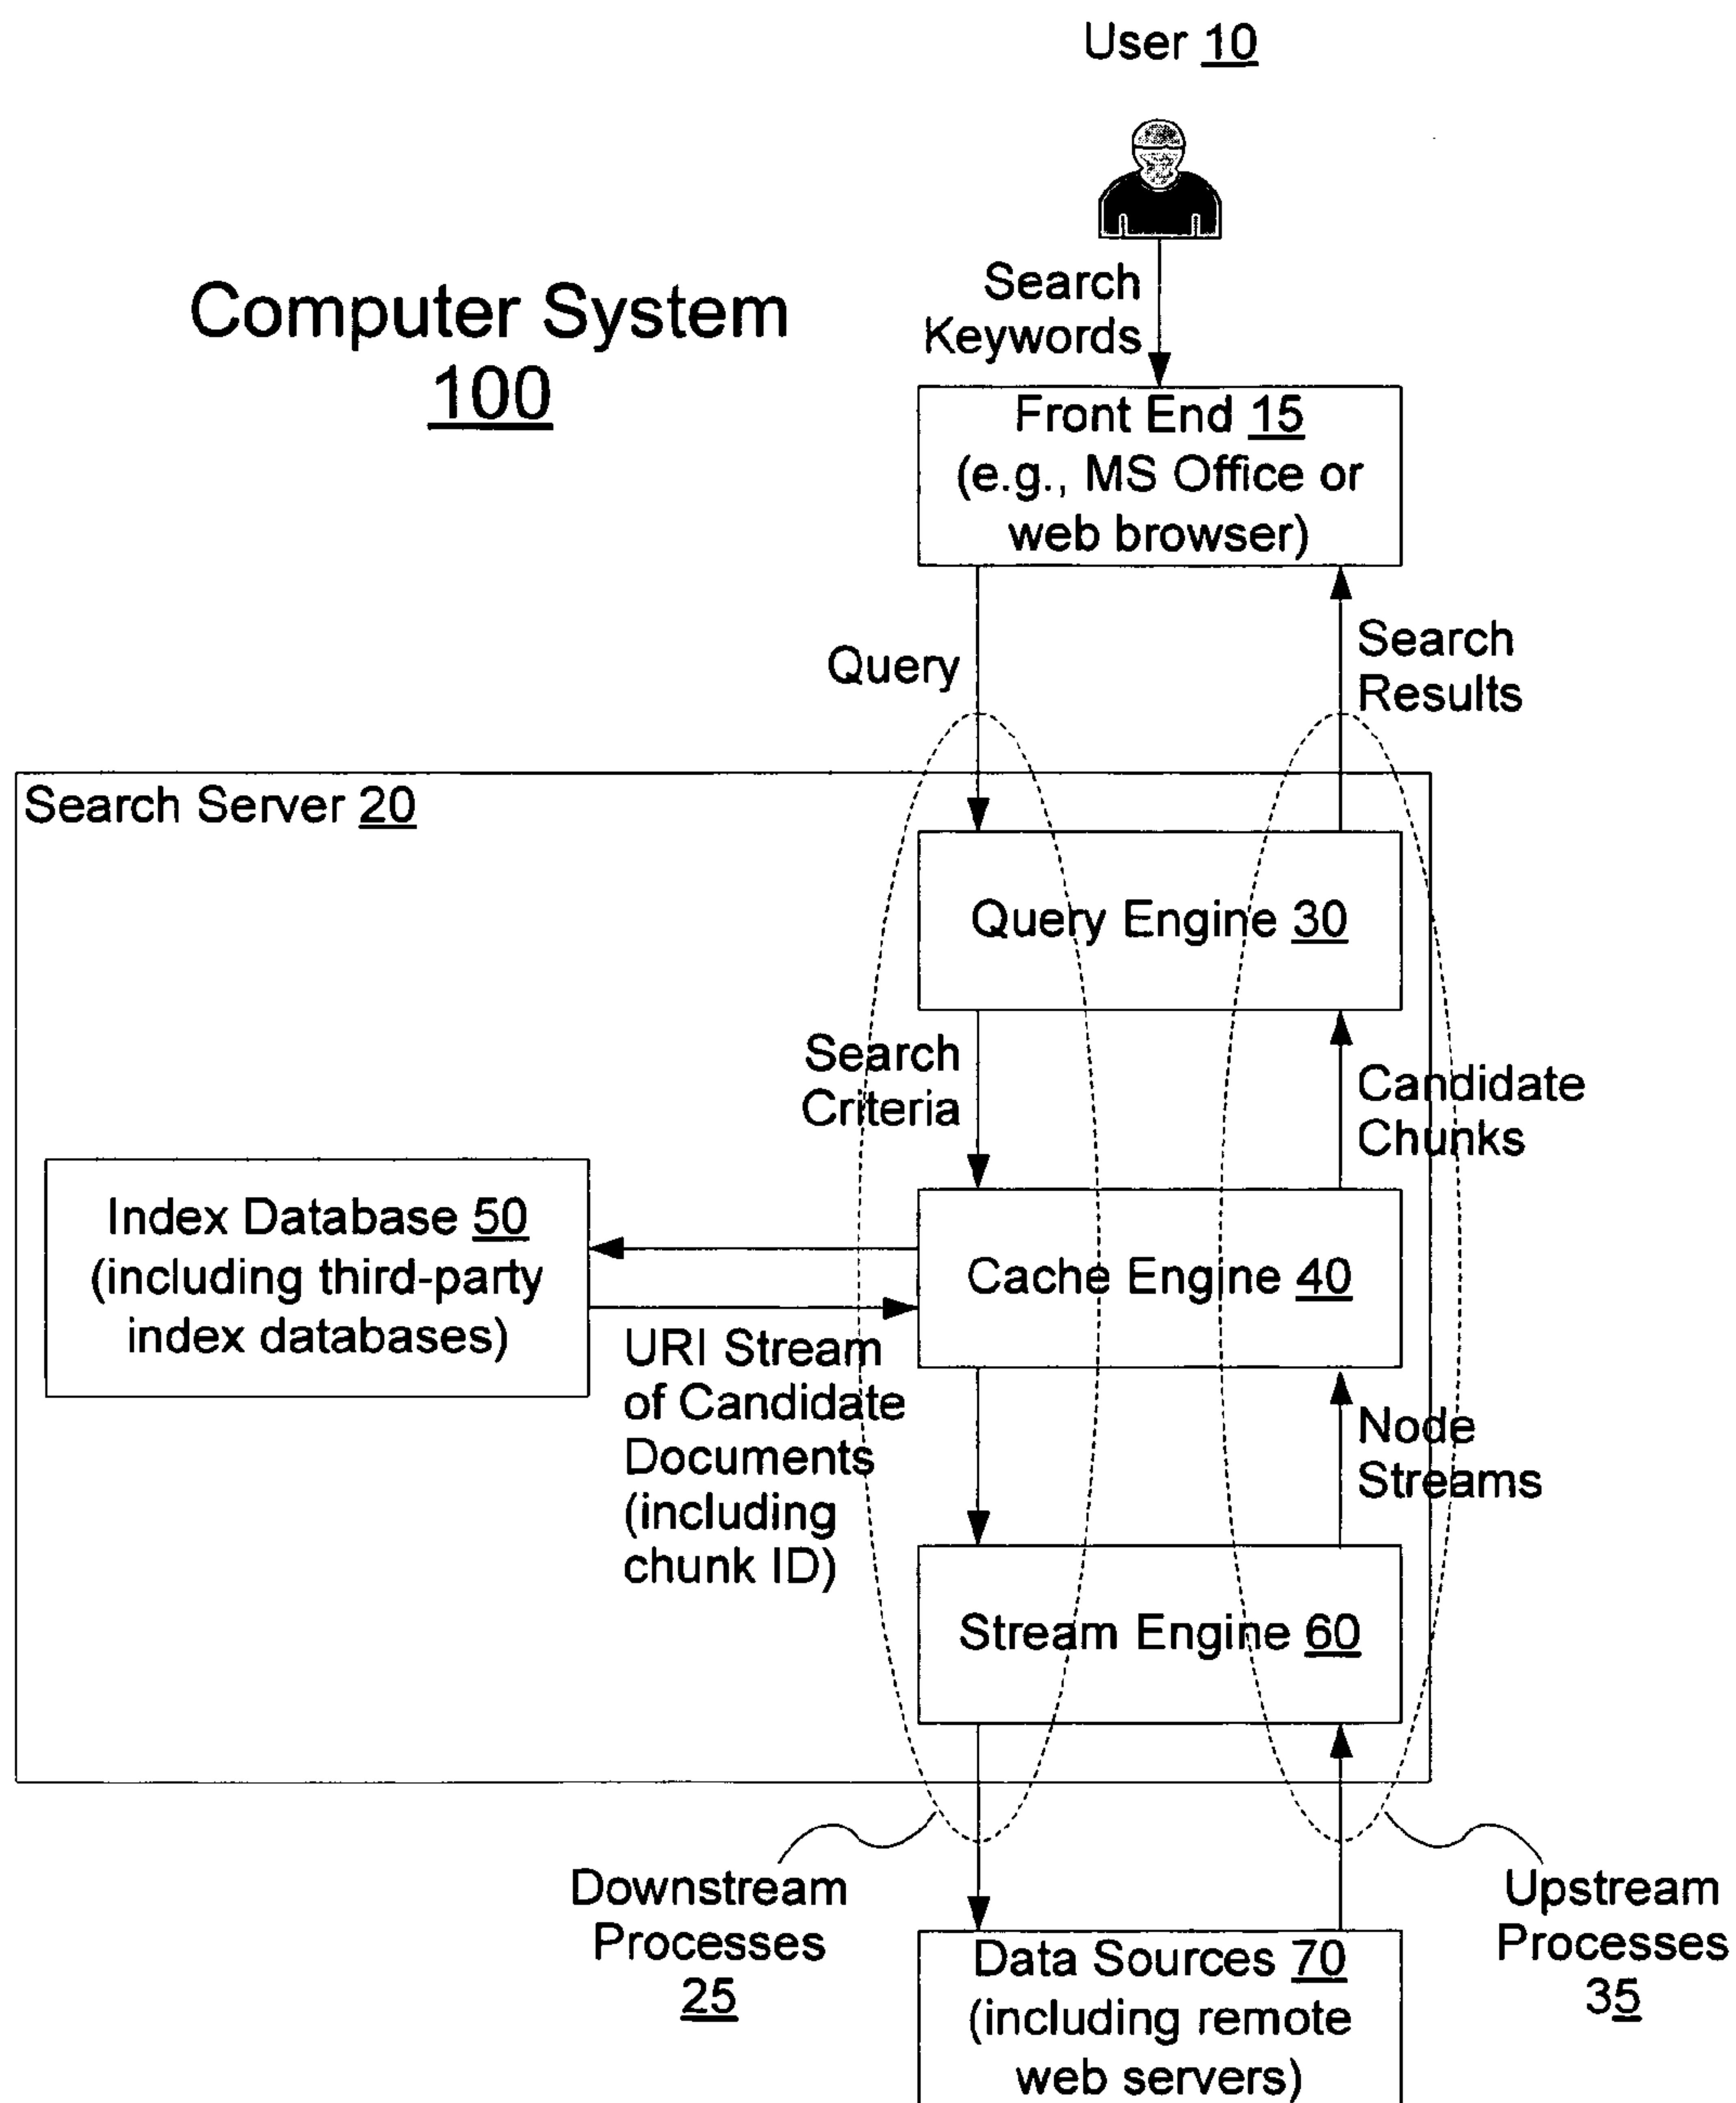 User 10
Computer System
100
Search
Keywords
Front End 15
(e.g., MS Office or
web browser)
Query
Search
Results
Search Server 20
Query Engine 30
Search
Criteria
Candidate
Chunks
Index Database 50
(including third-party
index databases)
Cache Engine 40
URI Stream
of Candidate
Documents
(including
chunk ID)
Node
Streams
Stream Engine 60
Downstream
Processes
25
Upstream
Processes
35
Data Sources 70
(including remote
web servers)